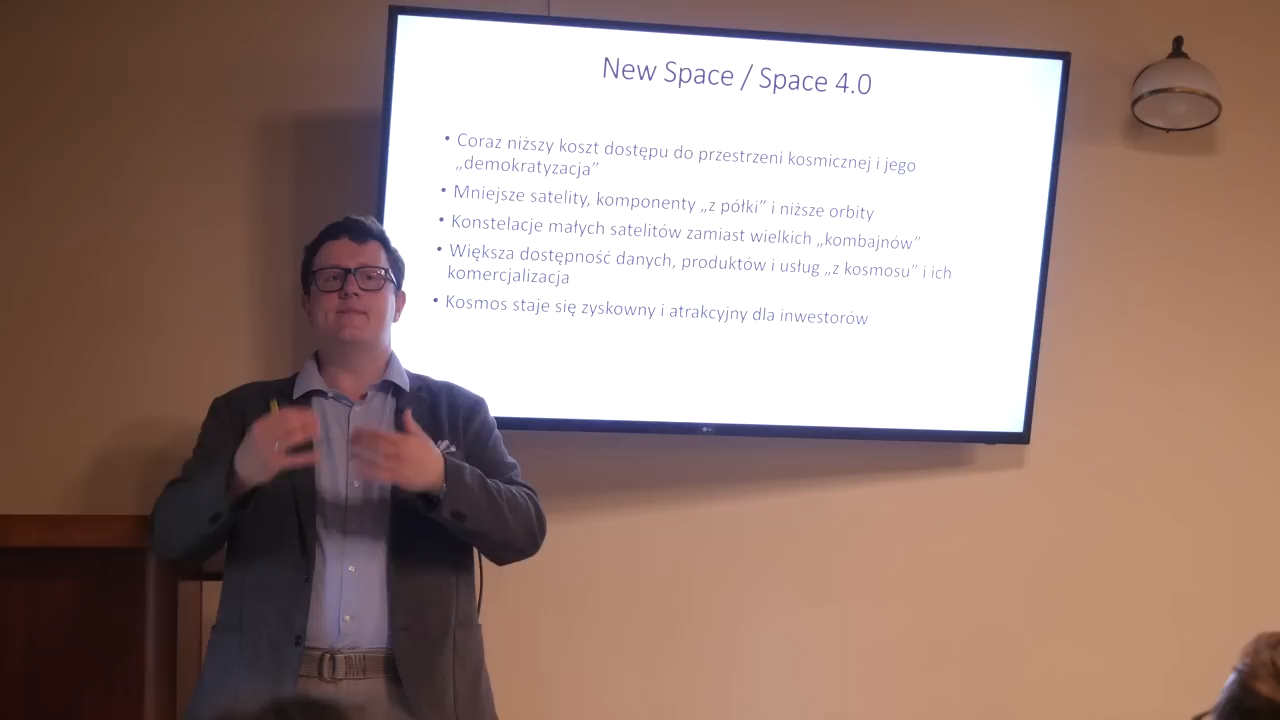 New Space / Space 4.0
• Coraz niższy koszt dostępu do przestrzeni kosmicznej i jego
„demokratyzacja”
• Mniejsze satelity, komponenty „z półki” i niższe orbity
• Konstelacje małych satelitów zamiast wielkich „kombajnów”
• Większa dostępność danych, produktów i usług „z kosmosu” i ich
komercjalizacja
• Kosmos staje się zyskowny i atrakcyjny dla inwestorów